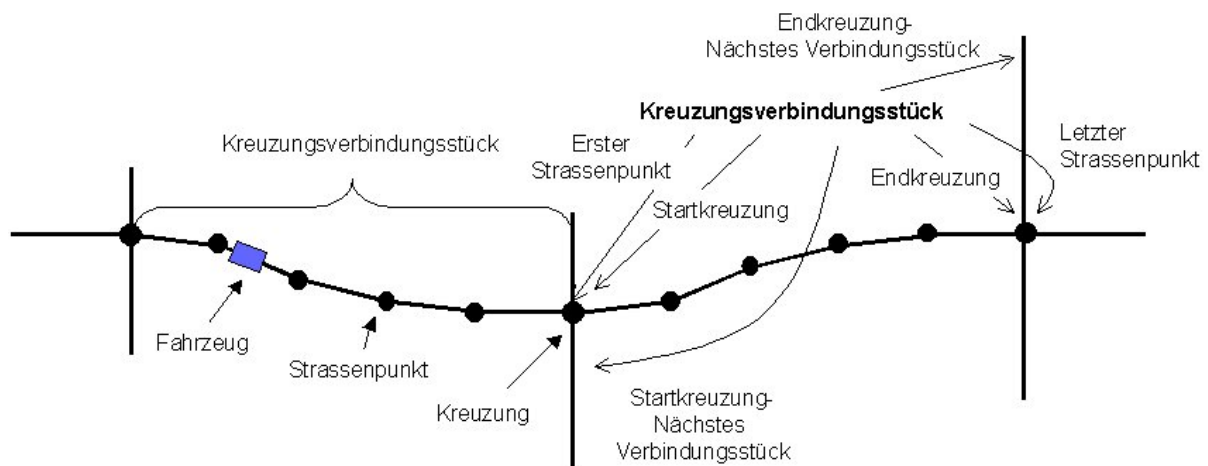 Endkreuzung-
Nächstes Verbindungsstück
Kreuzungsverbindungsstück
Kreuzungsverbindungsstück
Erster
Strassenpunkt
Letzter
Strassenpunkt
Endkreuzung
Startkreuzung
Fahrzeug
Strassenpunkt
Kreuzung
Startkreuzung-
Nächstes
Verbindungsstück